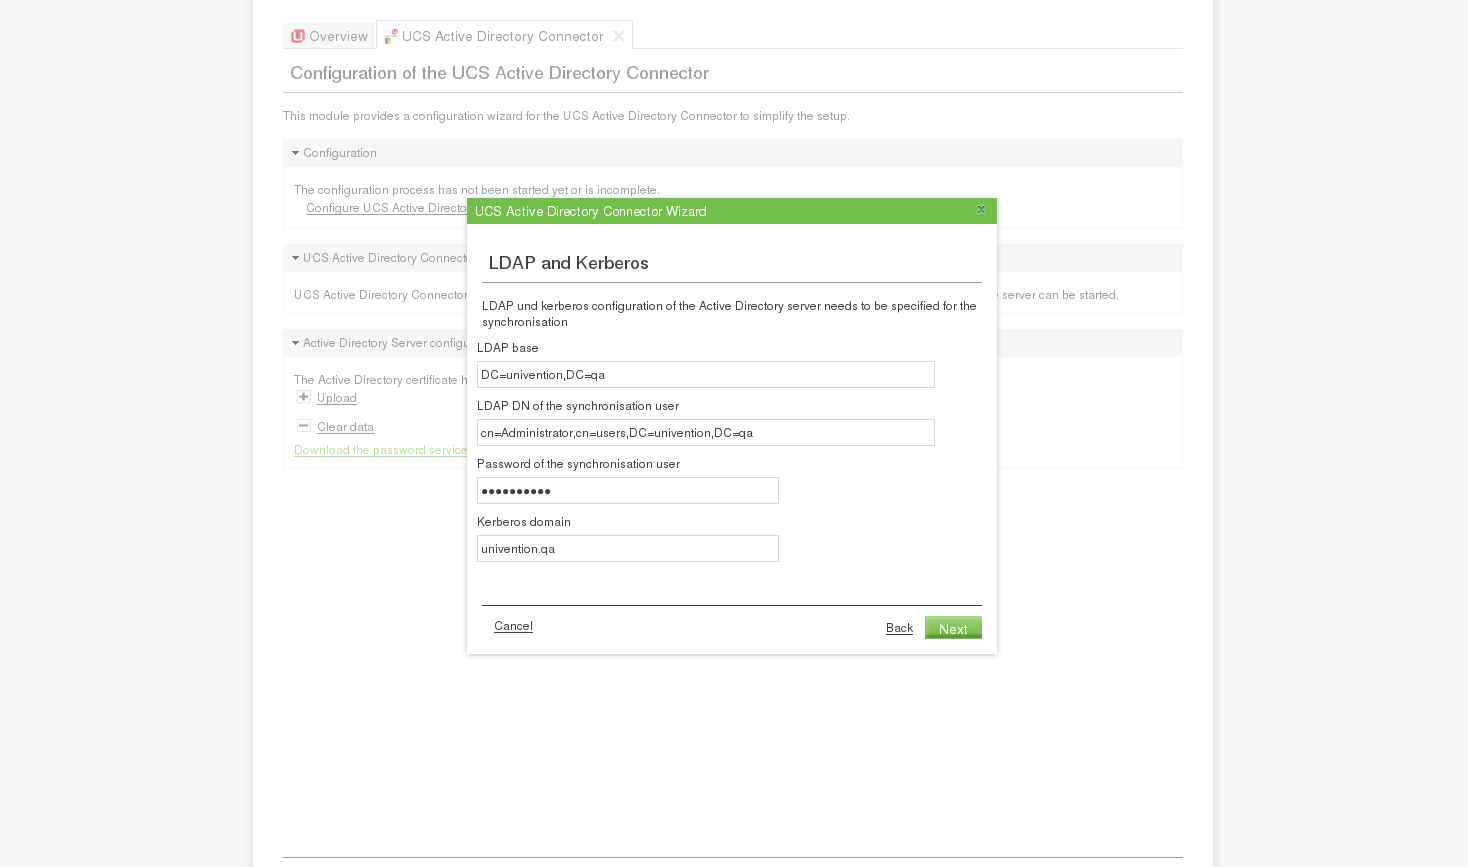 Overview
UCS Active Directory Connector
Configuration of the UCS Active Directory Connector
This module provides a configuration wizard for the UCS Active Directory Connector to simplify the setup.
Configuration
The configuration process has not been started yet or is incomplete.
Configure UCS Active Directo
UCS Active Directory Connecto
UCS Active Directory Connector
server can be started.
Active Directory Server configu
The Active Directory certificate h
Upload
Clear data
Download the password service
UCS Active Directory Connector Wizard
LDAP and Kerberos
LDAP und kerberos configuration of the Active Directory server needs to be specified for the
synchronisation
LDAP base
DC=univention,DC=qa
LDAP DN of the synchronisation user
cn=Administrator,cn=users,DC=univention,DC=qa
Password of the synchronisation user
●●●●●●●●●●
Kerberos domain
univention.qa
Cancel
Back
Next